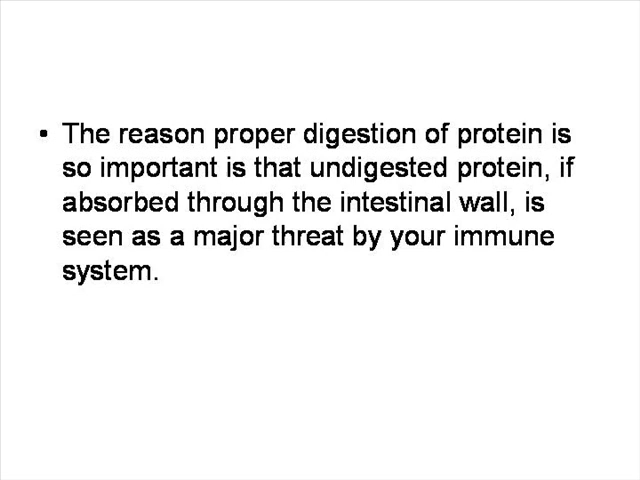 • The reason proper digestion of protein is
so important is that undigested protein, if
absorbed through the intestinal wall, is
seen as a major threat by your immune
system.